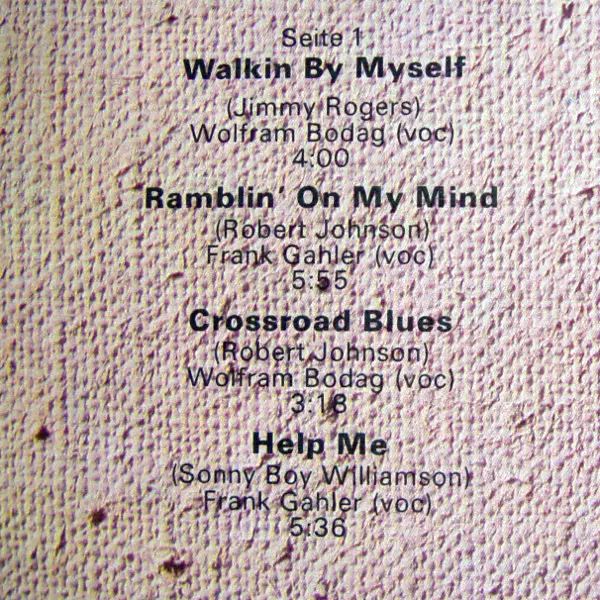 Seite 1
Walkin By Myself
(Jimmy Rogers)
Wolfram Bodag (voc)
4:00
Ramblin' On My Mind
(Robert Johnson)
Frank Gahler (voc)
5:55
Crossroad Blues
(Robert Johnson)
Wolfram Bodag (voc)
3:18
Help Me
(Sonny Boy Williamson)
Frank Gahler (voc)
5:36